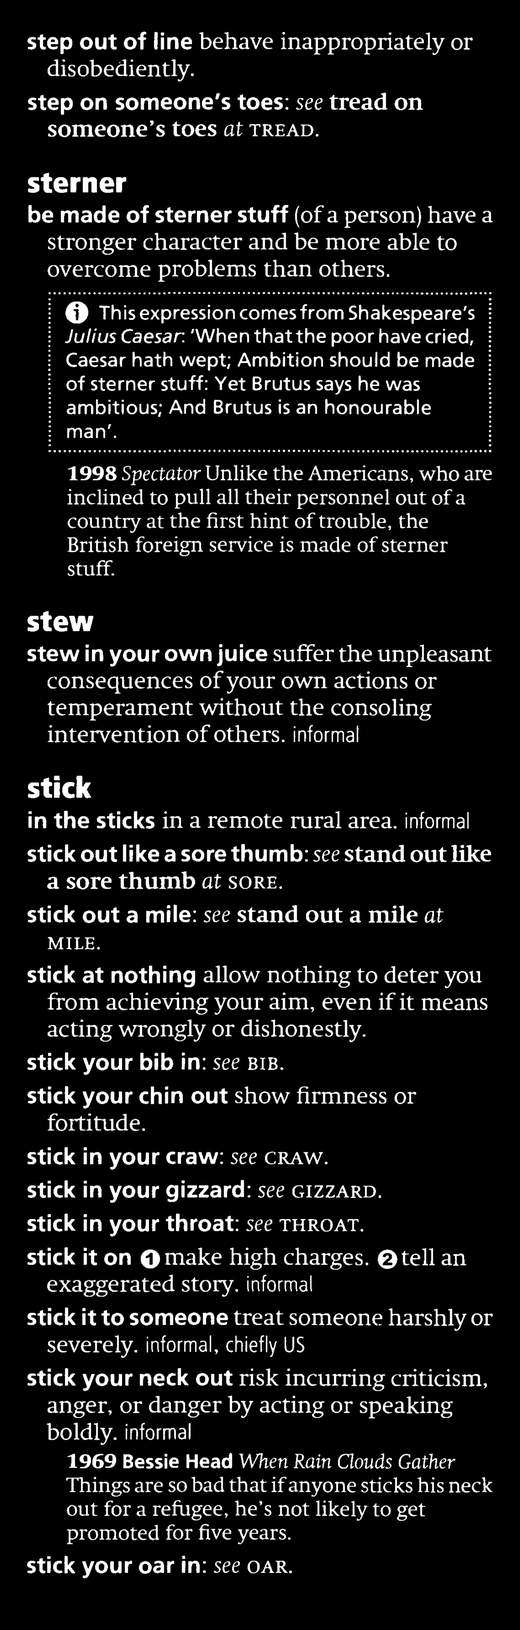 step out of line behave inappropriately or
disobediently.
step on someone's toes: see tread on
someone's toes at TREAD.
sterner
be made of sterner stuff (of a person) have a
stronger character and be more able to
overcome problems than others.
i This expression comes from Shakespeare's
Julius Caesar: 'When that the poor have cried,
Caesar hath wept; Ambition should be made
of sterner stuff: Yet Brutus says he was
ambitious; And Brutus is an honourable
man'.
1998 Spectator Unlike the Americans, who are
inclined to pull all their personnel out of a
country at the first hint of trouble, the
British foreign service is made of sterner
stuff.
stew
stew in your own juice suffer the unpleasant
consequences of your own actions or
temperament without the consoling
intervention of others. informal
stick
in the sticks in a remote rural area. informal
stick out like a sore thumb: see stand out like
a sore thumb at SORE.
stick out a mile: see stand out a mile at
MILE.
stick at nothing allow nothing to deter you
from achieving your aim, even if it means
acting wrongly or dishonestly.
stick your bib in: see BIB.
stick your chin out show firmness or
fortitude.
stick in your craw: see CRAW.
stick in your gizzard: see GIZZARD.
stick in your throat: see THROAT.
stick it on ❶ make high charges. ❷ tell an
exaggerated story. informal
stick it to someone treat someone harshly or
severely. informal, chiefly US
stick your neck out risk incurring criticism,
anger, or danger by acting or speaking
boldly. informal
1969 Bessie Head When Rain Clouds Gather
Things are so bad that if anyone sticks his neck
out for a refugee, he's not likely to get
promoted for five years.
stick your oar in: see OAR.